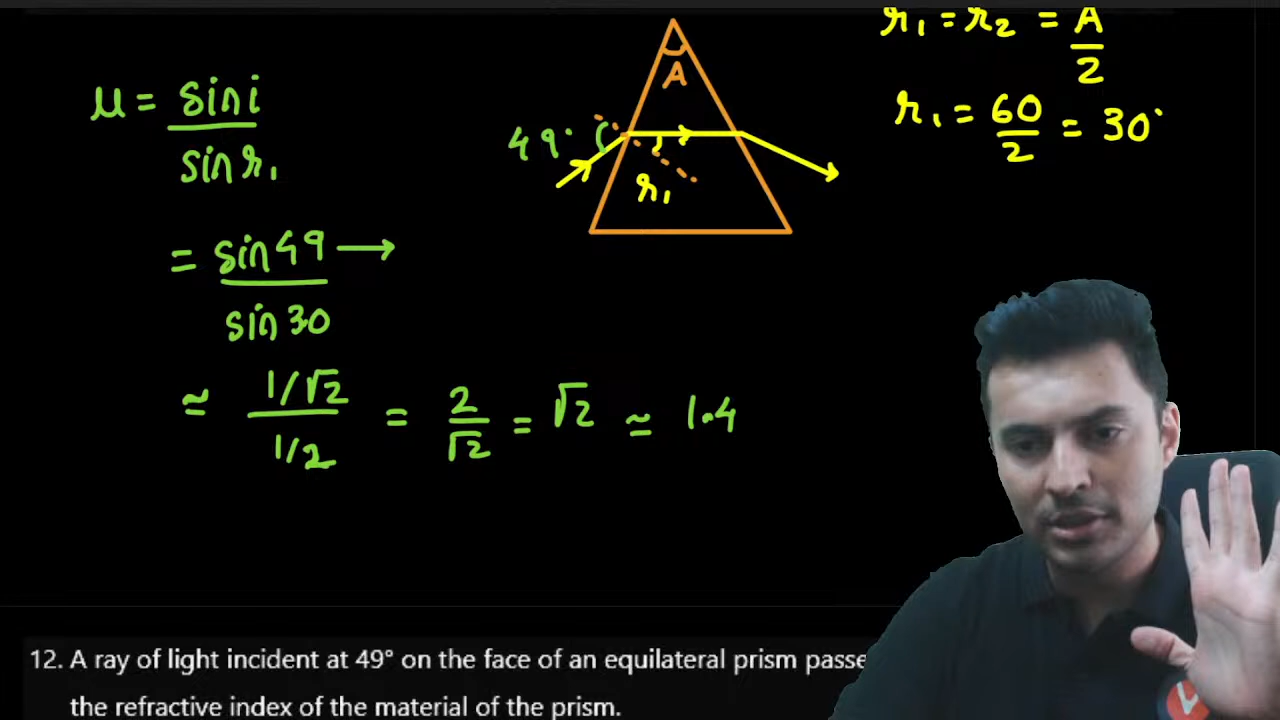 r₁ = r₂ = A/2
r₁ = 60/2 = 30°
μ = sin i / sin r₁
A
49°
r₁
= sin 49 / sin 30 →
≃ 1/√2 / 1/2 = 2/√2 = √2 ≃ 1.4
12. A ray of light incident at 49° on the face of an equilateral prism passe
the refractive index of the material of the prism.